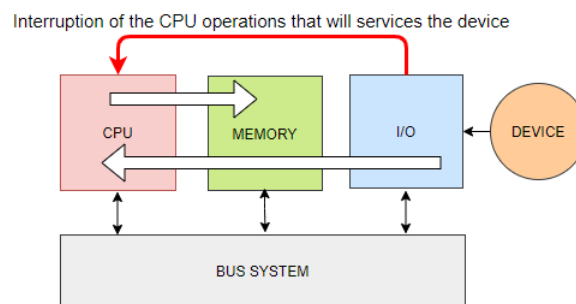 Interruption of the CPU operations that will services the device
CPU
MEMORY
I/O
DEVICE
BUS SYSTEM